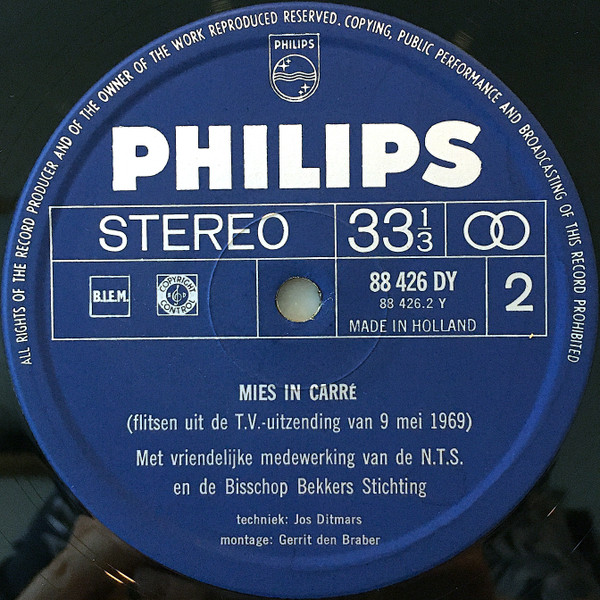 ALL RIGHTS OF THE RECORD PRODUCER AND OF THE OWNER OF THE WORK REPRODUCED RESERVED. COPYING, PUBLIC PERFORMANCE AND BROADCASTING OF THIS RECORD PROHIBITED
PHILIPS
PHILIPS
STEREO 33 1/3
B.I.E.M. COPYRIGHT CONTROL 88 426 DY 2
88 426.2 Y
MADE IN HOLLAND
MIES IN CARRÉ
(flitsen uit de T.V.-uitzending van 9 mei 1969)
Met vriendelijke medewerking van de N.T.S.
en de Bisschop Bekkers Stichting
techniek: Jos Ditmars
montage: Gerrit den Braber